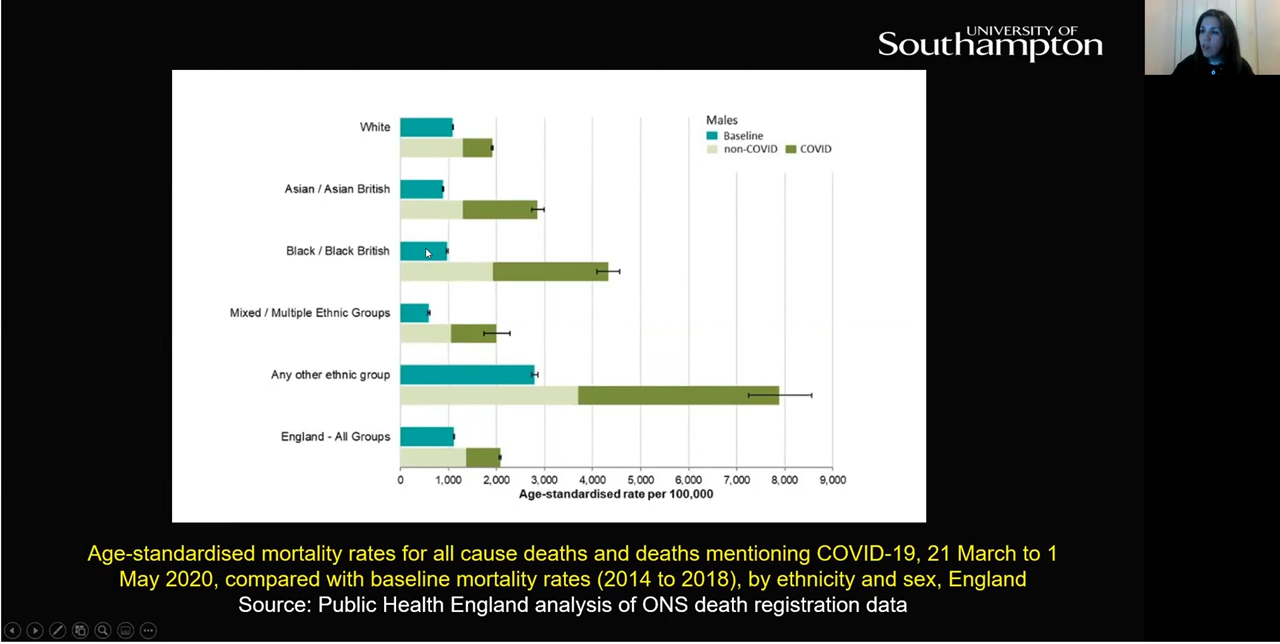 UNIVERSITY OF
Southampton
Males
Baseline
non-COVID COVID
White
Asian / Asian British
Black / Black British
Mixed / Multiple Ethnic Groups
Any other ethnic group
England - All Groups
0 1,000 2,000 3,000 4,000 5,000 6,000 7,000 8,000 9,000
Age-standardised rate per 100,000
Age-standardised mortality rates for all cause deaths and deaths mentioning COVID-19, 21 March to 1
May 2020, compared with baseline mortality rates (2014 to 2018), by ethnicity and sex, England
Source: Public Health England analysis of ONS death registration data